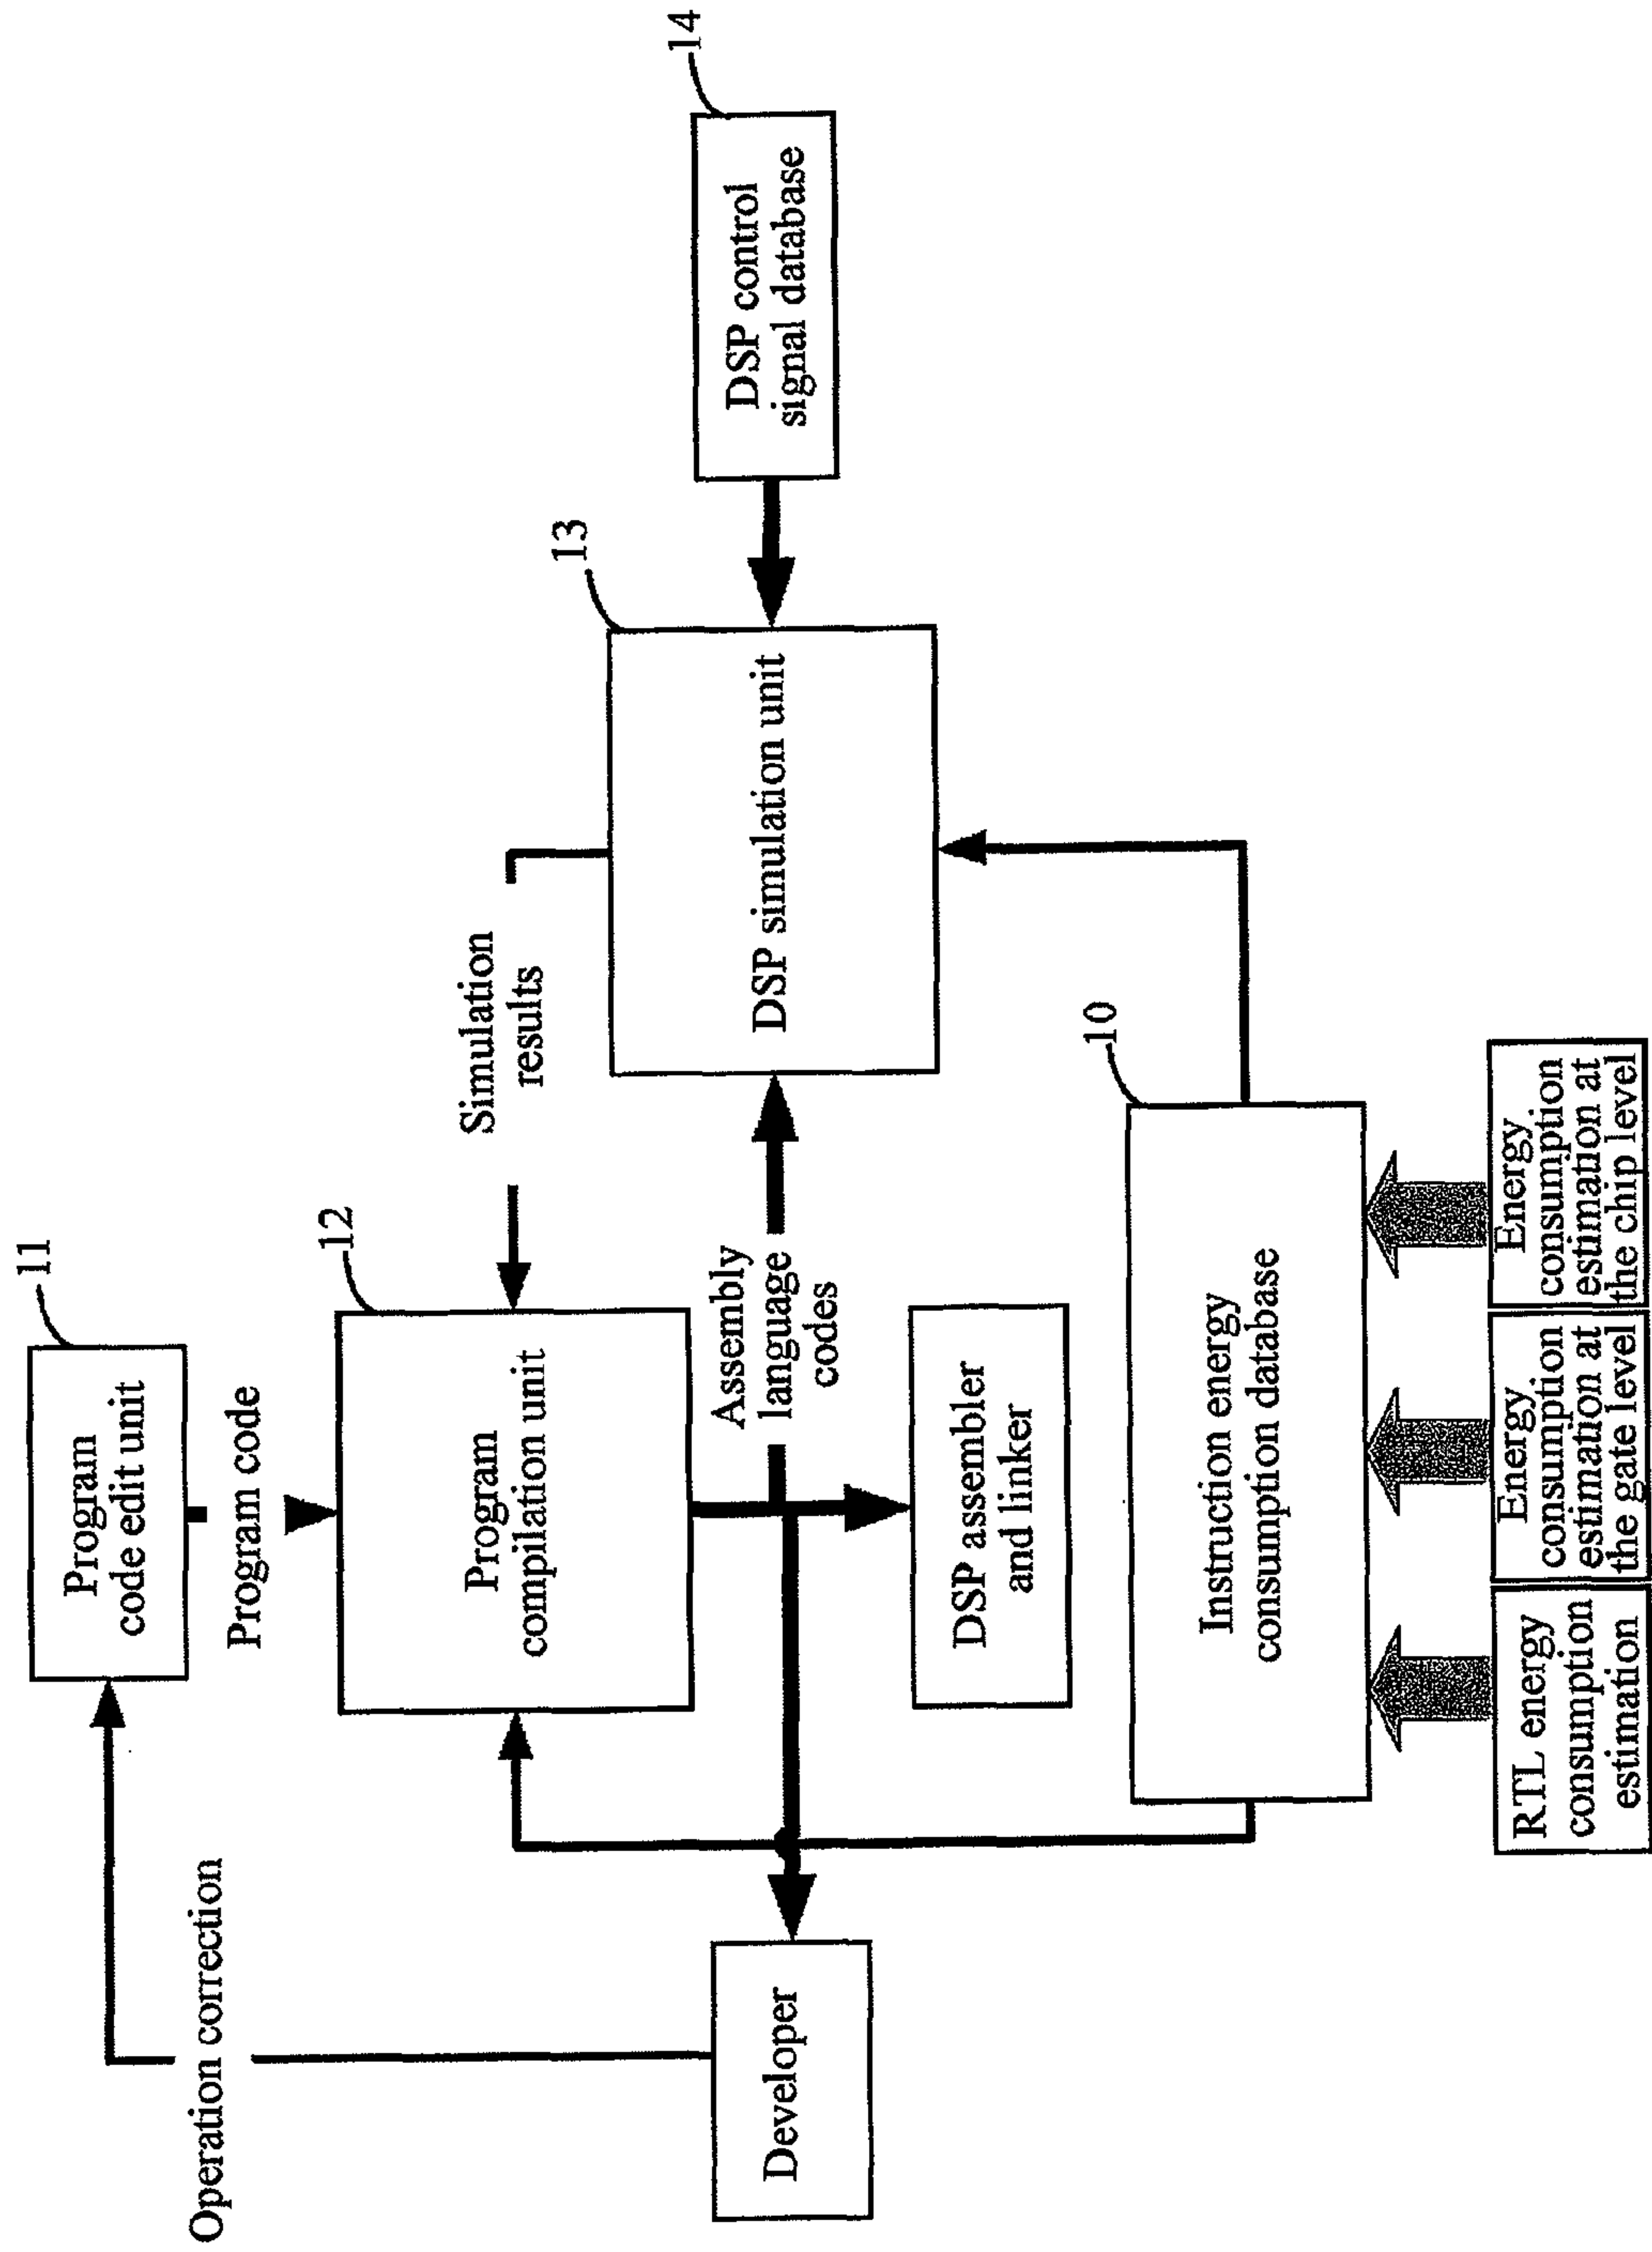 11
Program
code edit unit
Operation correction
Program code
12
Program
compilation unit
Simulation
results
13
DSP simulation unit
14
DSP control
signal database
Developer
Assembly
language
codes
DSP assembler
and linker
10
Instruction energy
consumption database
RTL energy
consumption
estimation
Energy
consumption
estimation at
the gate level
Energy
consumption
estimation at
the chip level